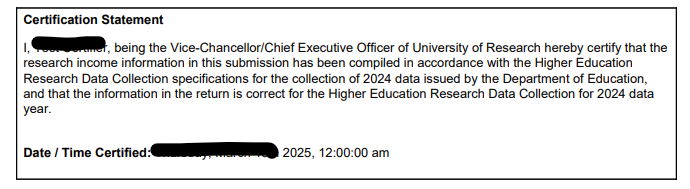 Certification Statement
I, , being the Vice-Chancellor/Chief Executive Officer of University of Research hereby certify that the
research income information in this submission has been compiled in accordance with the Higher Education
Research Data Collection specifications for the collection of 2024 data issued by the Department of Education,
and that the information in the return is correct for the Higher Education Research Data Collection for 2024 data
year.
Date / Time Certified: 2025, 12:00:00 am